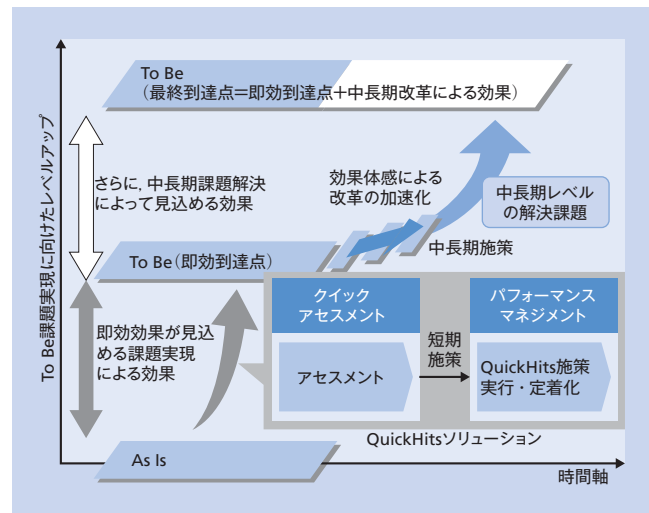 To Be
（最終到達点＝即効到達点＋中長期改革による効果）
To Be課題実現に向けたレベルアップ
さらに，中長期課題解決
によって見込める効果
効果体感による
改革の加速化
中長期レベル
の解決課題
中長期施策
To Be（即効到達点）
クイック
アセスメント
パフォーマンス
マネジメント
即効効果が見込
める課題実現
による効果
短期
施策
アセスメント
QuickHits施策
実行・定着化
QuickHitsソリューション
As Is
時間軸